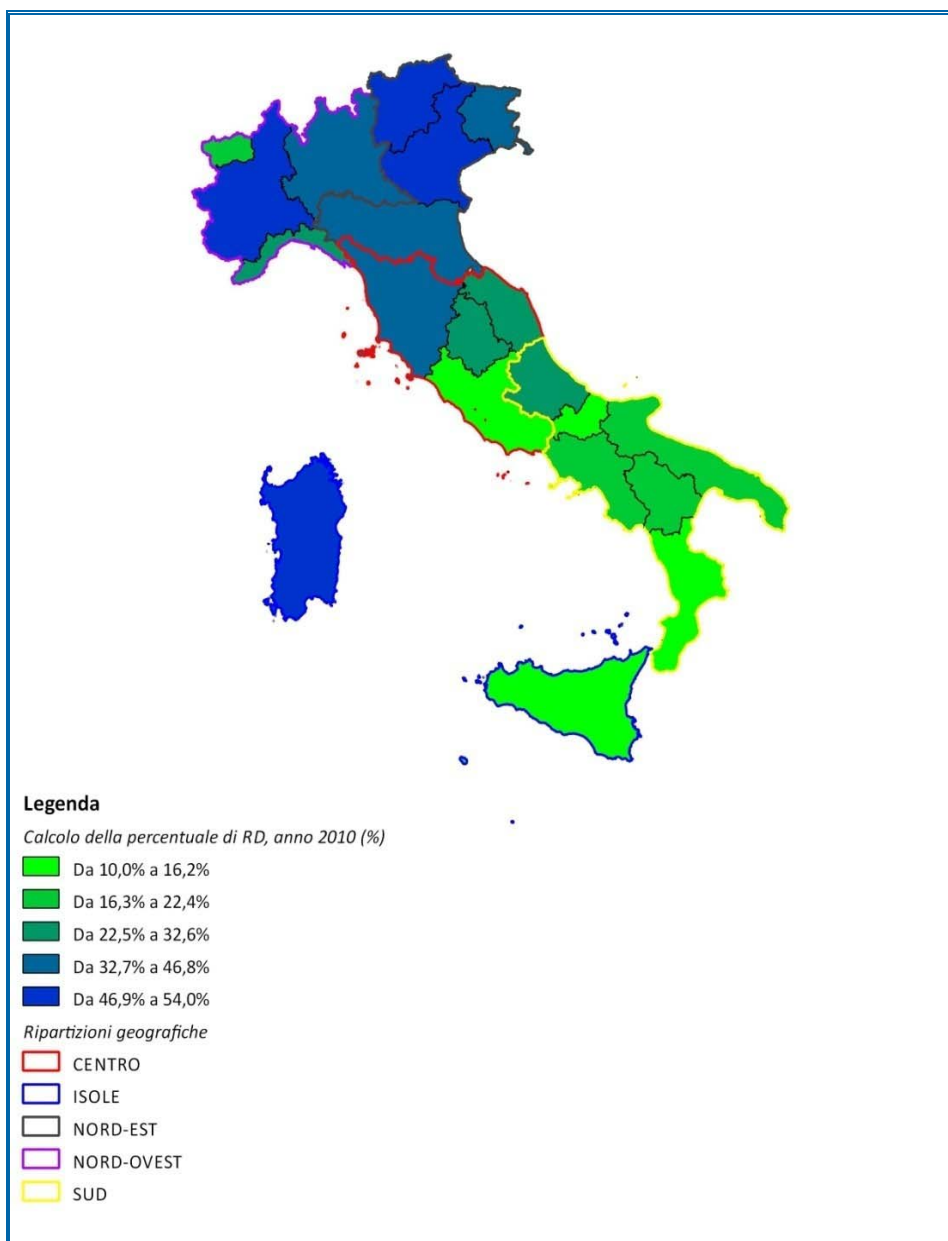 Legenda
Calcolo della percentuale di RD, anno 2010 (%)
Da 10,0% a 16,2%
Da 16,3% a 22,4%
Da 22,5% a 32,6%
Da 32,7% a 46,8%
Da 46,9% a 54,0%
Ripartizioni geografiche
CENTRO
ISOLE
NORD-EST
NORD-OVEST
SUD